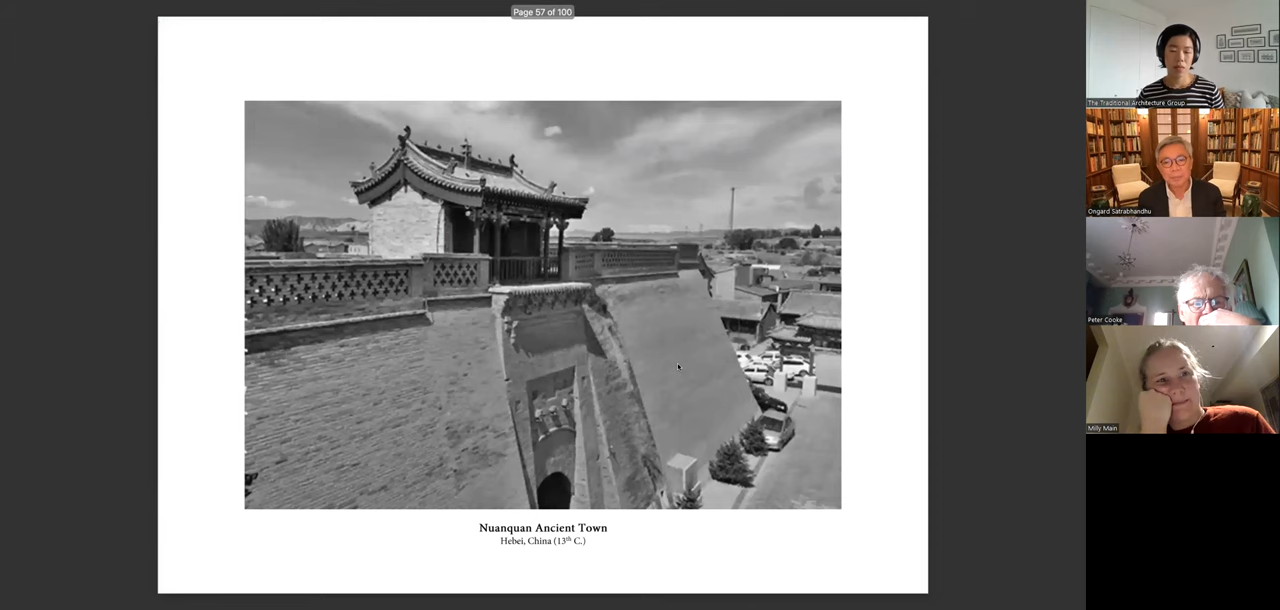 Page 57 of 100
Nuanquan Ancient Town
Hebei, China (13th C.)
The Traditional Architecture Group
Ongard Satrabhandhu
Peter Cooke
Milly Main